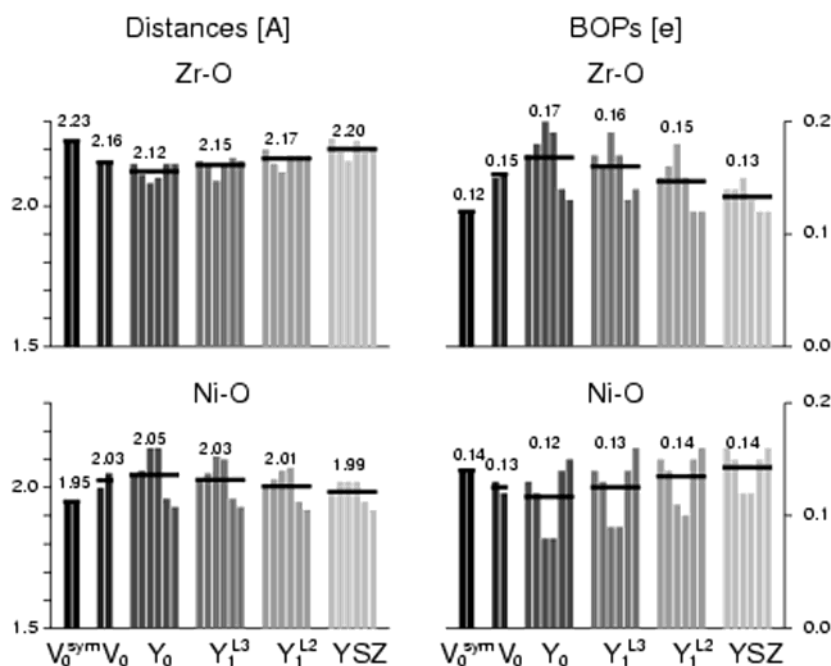 Distances [A] BOPs [e]
Zr-O Zr-O
2.23 2.16 2.12 2.15 2.17 2.20
2.0
1.5
0.12 0.15 0.17 0.16 0.15 0.13
0.2
0.1
0.0
Ni-O Ni-O
1.95 2.03 2.05 2.03 2.01 1.99
2.0
1.5
0.14 0.13 0.12 0.13 0.14 0.14
0.2
0.1
0.0
V₀ˢʸᵐ V₀ Y₀ Y₁ᴸ³ Y₁ᴸ² YSZ V₀ˢʸᵐ V₀ Y₀ Y₁ᴸ³ Y₁ᴸ² YSZ